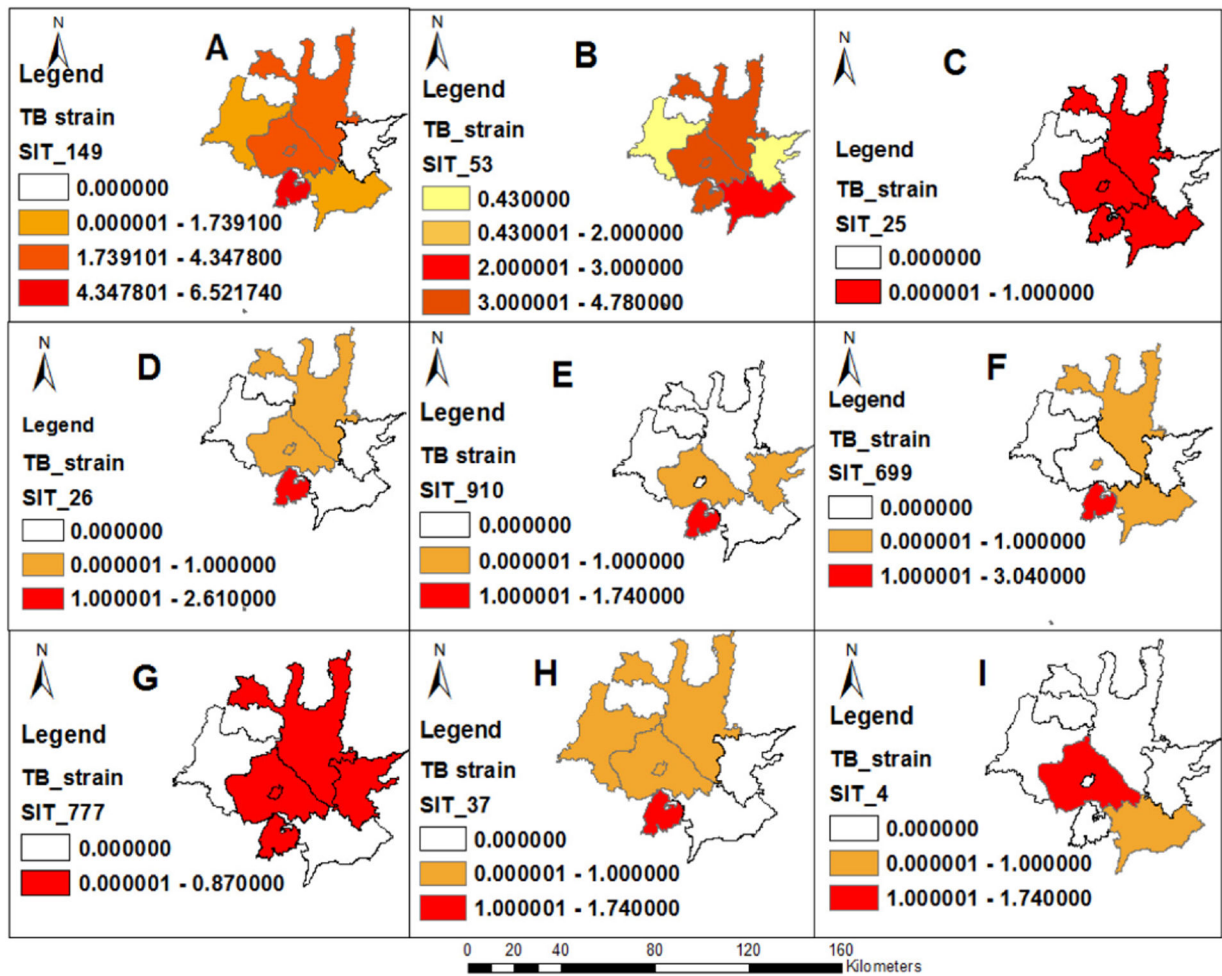 N
A
Legend
TB strain
SIT_149
0.000000
0.000001 - 1.739100
1.739101 - 4.347800
4.347801 - 6.521740
N
B
Legend
TB_strain
SIT_53
0.430000
0.430001 - 2.000000
2.000001 - 3.000000
3.000001 - 4.780000
N
C
Legend
TB_strain
SIT_25
0.000000
0.000001 - 1.000000
N
D
Legend
TB_strain
SIT_26
0.000000
0.000001 - 1.000000
1.000001 - 2.610000
N
E
Legend
TB strain
SIT_910
0.000000
0.000001 - 1.000000
1.000001 - 1.740000
N
F
Legend
TB_strain
SIT_699
0.000000
0.000001 - 1.000000
1.000001 - 3.040000
N
G
Legend
TB_strain
SIT_777
0.000000
0.000001 - 0.870000
N
H
Legend
TB strain
SIT_37
0.000000
0.000001 - 1.000000
1.000001 - 1.740000
N
I
Legend
TB_strain
SIT_4
0.000000
0.000001 - 1.000000
1.000001 - 1.740000
0 20 40 80 120 160
Kilometers